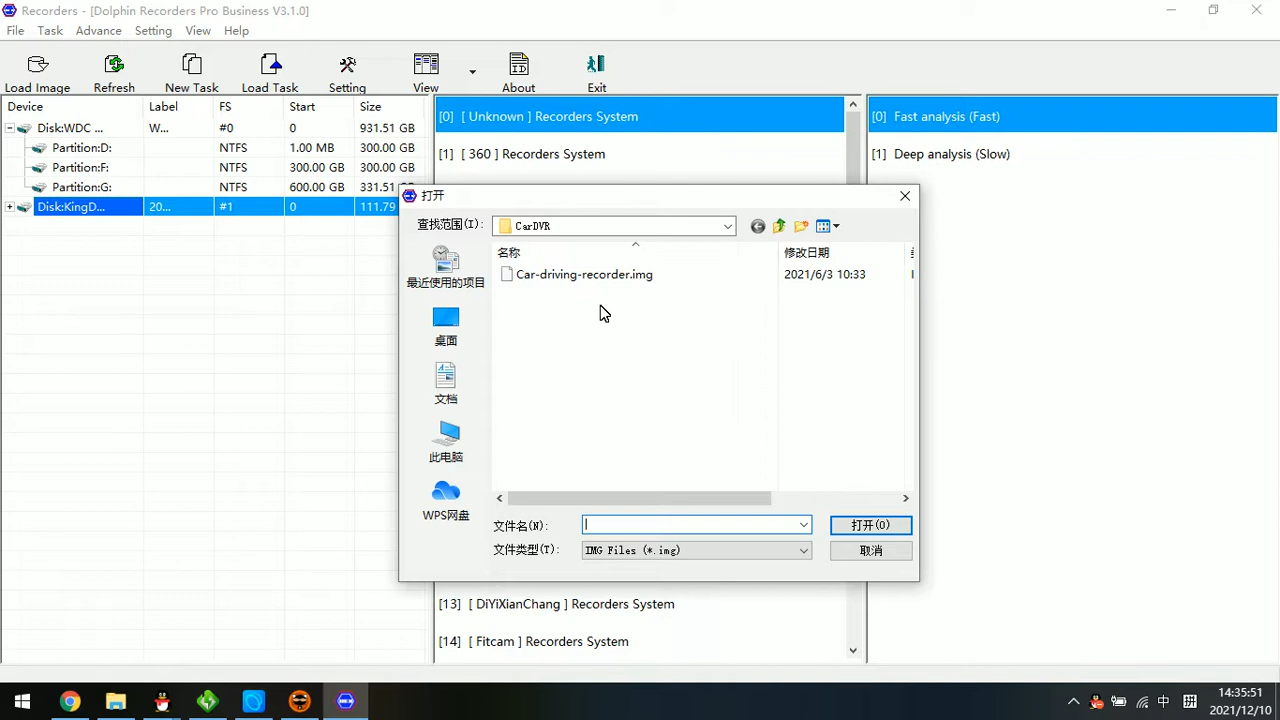 Recorders - [Dolphin Recorders Pro Business V3.1.0]
File Task Advance Setting View Help
Load Image Refresh New Task Load Task Setting View About Exit
Device Label FS Start Size
Disk:WDC ... W... #0 0 931.51 GB
Partition:D: NTFS 1.00 MB 300.00 GB
Partition:F: NTFS 300.00 GB 300.00 GB
Partition:G: NTFS 600.00 GB 331.51
Disk:KingD... 20... #1 0 111.79
[0] [ Unknown ] Recorders System
[1] [ 360 ] Recorders System
[0] Fast analysis (Fast)
[1] Deep analysis (Slow)
打开
查找范围(I): CarDVR
名称 修改日期
Car-driving-recorder.img 2021/6/3 10:33
最近使用的项目
桌面
文档
此电脑
WPS网盘
文件名(N): 打开(O)
文件类型(T): IMG Files (*.img) 取消
[13] [ DiYiXianChang ] Recorders System
[14] [ Fitcam ] Recorders System
中 拼 14:35:51
2021/12/10